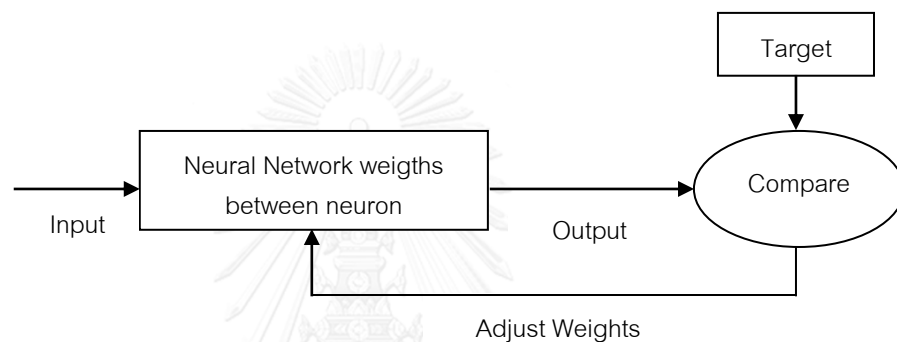 Target
Neural Network weigths
between neuron
Compare
Input
Output
Adjust Weights